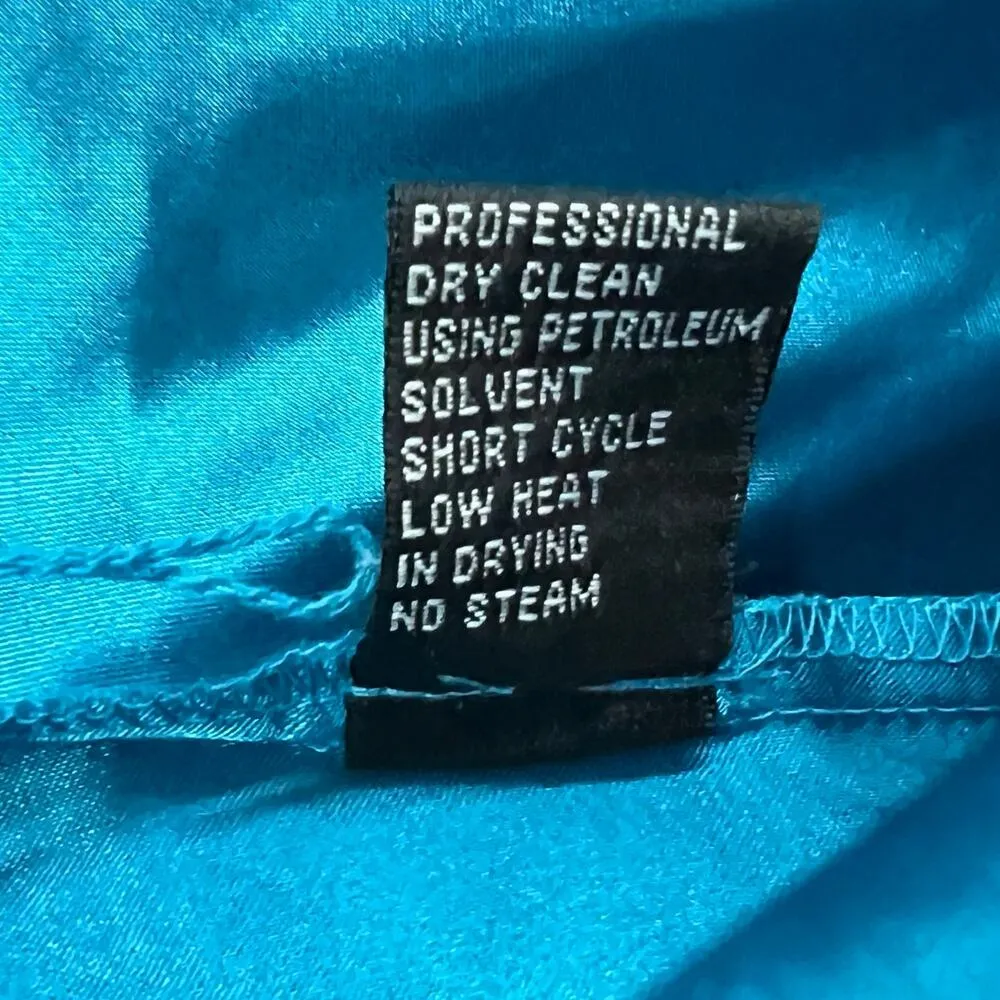 PROFESSIONAL
DRY CLEAN
USING PETROLEUM
SOLVENT
SHORT CYCLE
LOW HEAT
IN DRYING
NO STEAM